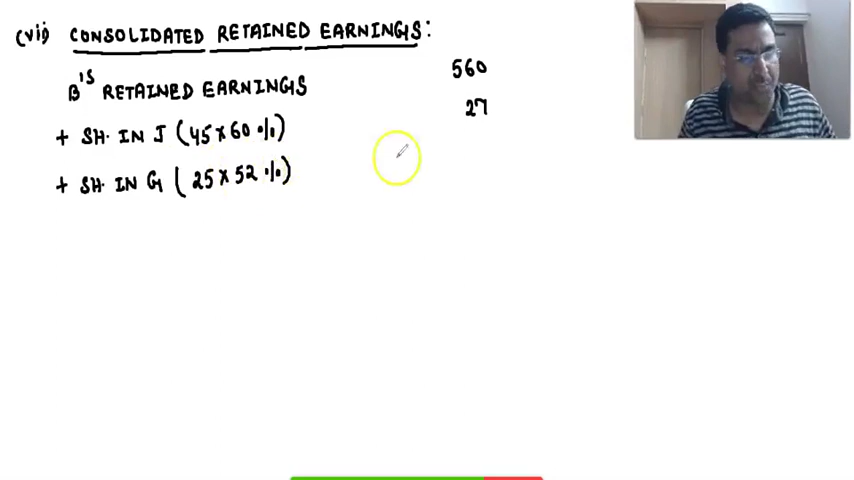 (vii) CONSOLIDATED RETAINED EARNINGS:
B'S RETAINED EARNINGS 560
+ SH. IN J (45 x 60 %) 27
+ SH. IN G (25 x 52 %)